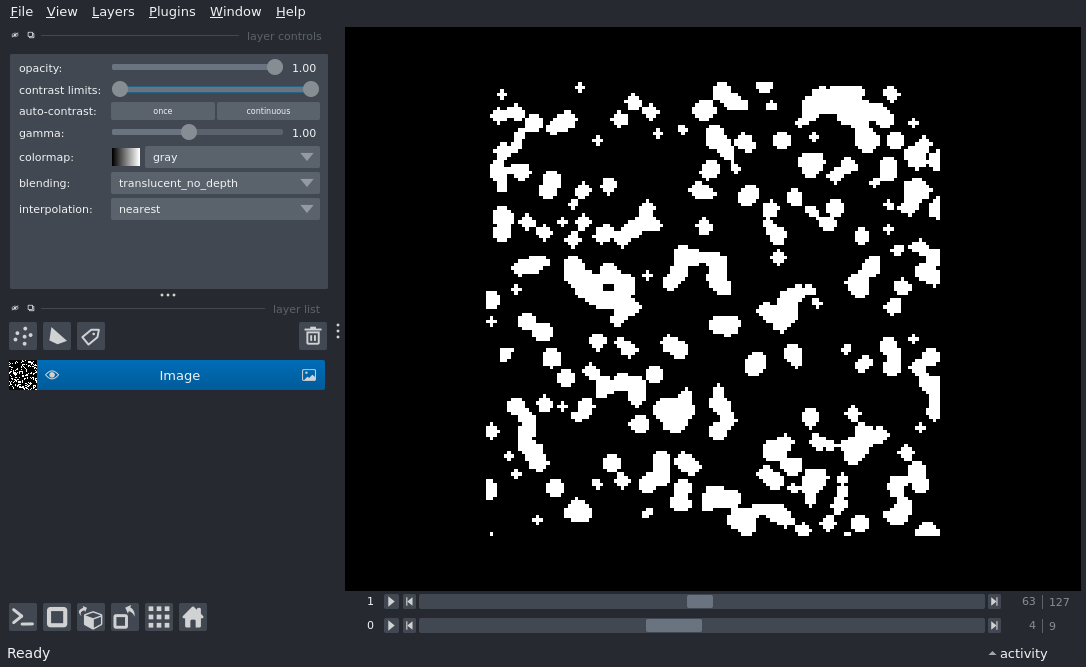 File View Layers Plugins Window Help
layer controls
opacity: 1.00
contrast limits:
auto-contrast: once continuous
gamma: 1.00
colormap: gray
blending: translucent_no_depth
interpolation: nearest
layer list
Image
1 63 127
0 4 9
Ready activity